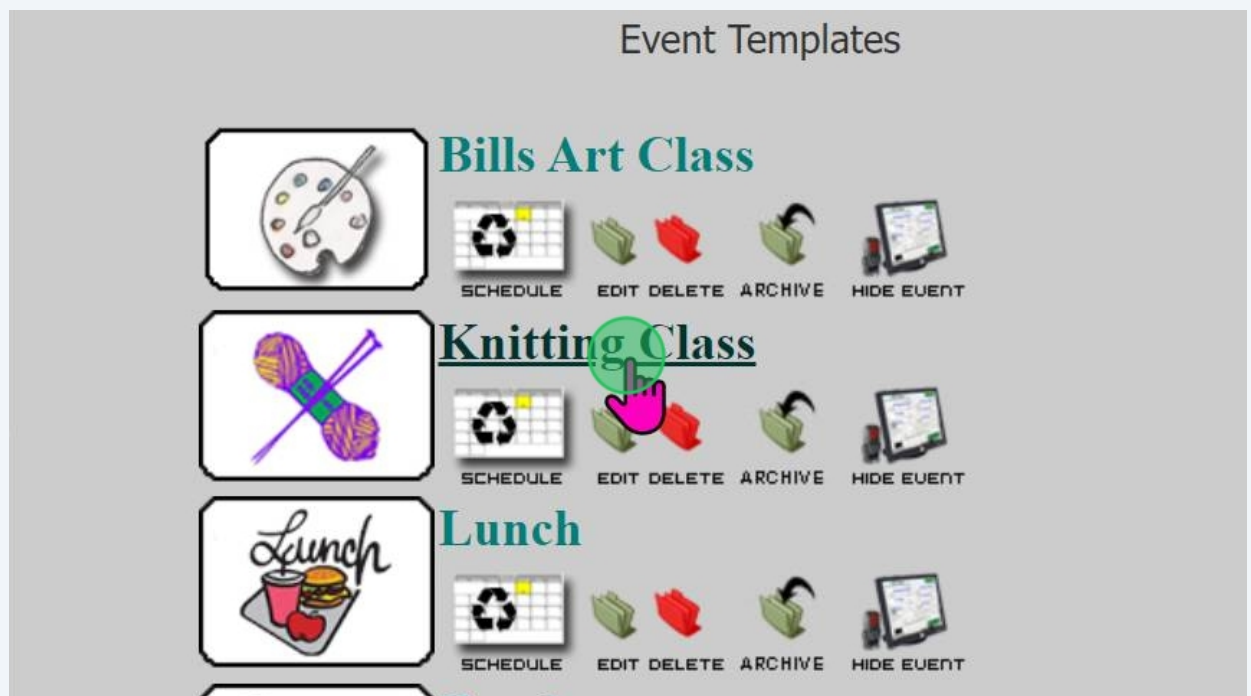 Event Templates
Bills Art Class
SCHEDULE EDIT DELETE ARCHIVE HIDE EVENT
Knitting Class
SCHEDULE EDIT DELETE ARCHIVE HIDE EVENT
Lunch
Lunch
SCHEDULE EDIT DELETE ARCHIVE HIDE EVENT